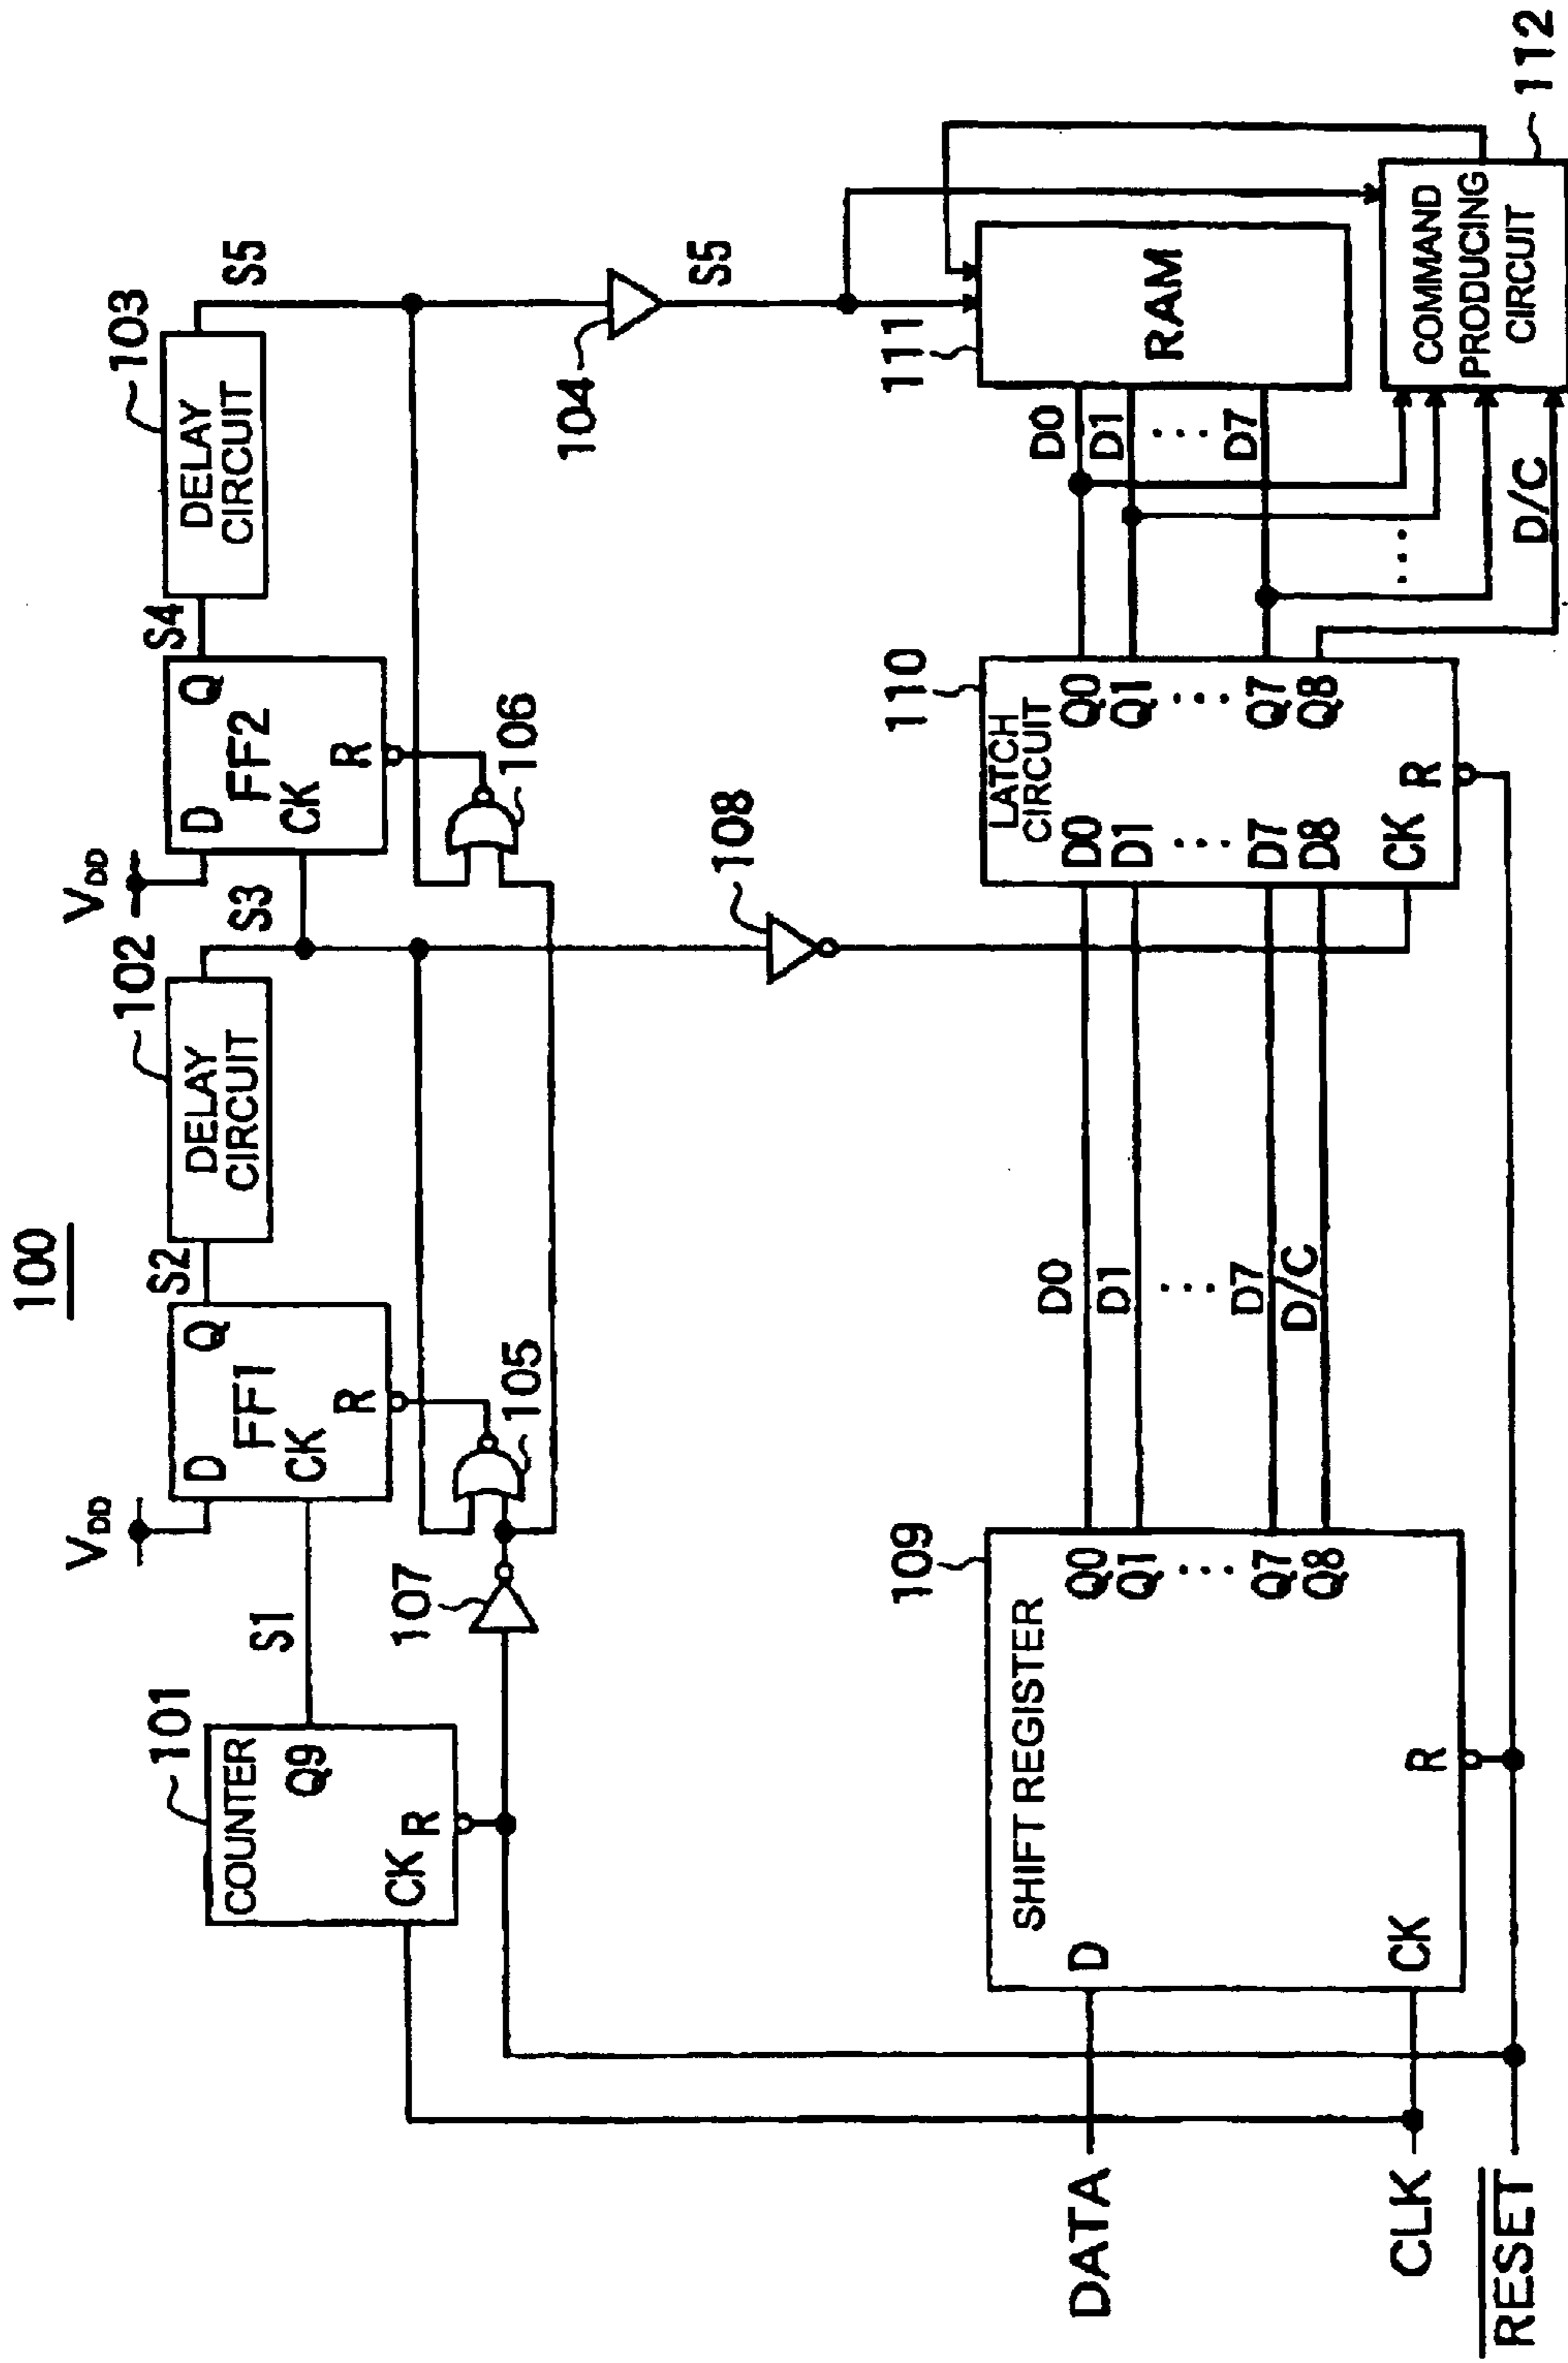 100
V_DD
V_DD
101
COUNTER
Q9
CK
R
S1
D
Q
FF1
CK
R
S2
102
DELAY
CIRCUIT
S3
D
Q
FF2
CK
R
S4
103
DELAY
CIRCUIT
S5
107
105
106
104
S5
108
109
SHIFT REGISTER
D
CK
R
Q0
Q1
...
Q7
Q8
D0
D1
...
D7
D/C
110
LATCH
CIRCUIT
D0
D1
...
D7
D8
CK
R
Q0
Q1
...
Q7
Q8
D0
D1
...
D7
...
D/C
111
RAM
COMMAND
PRODUCING
CIRCUIT
112
DATA
CLK
RESET